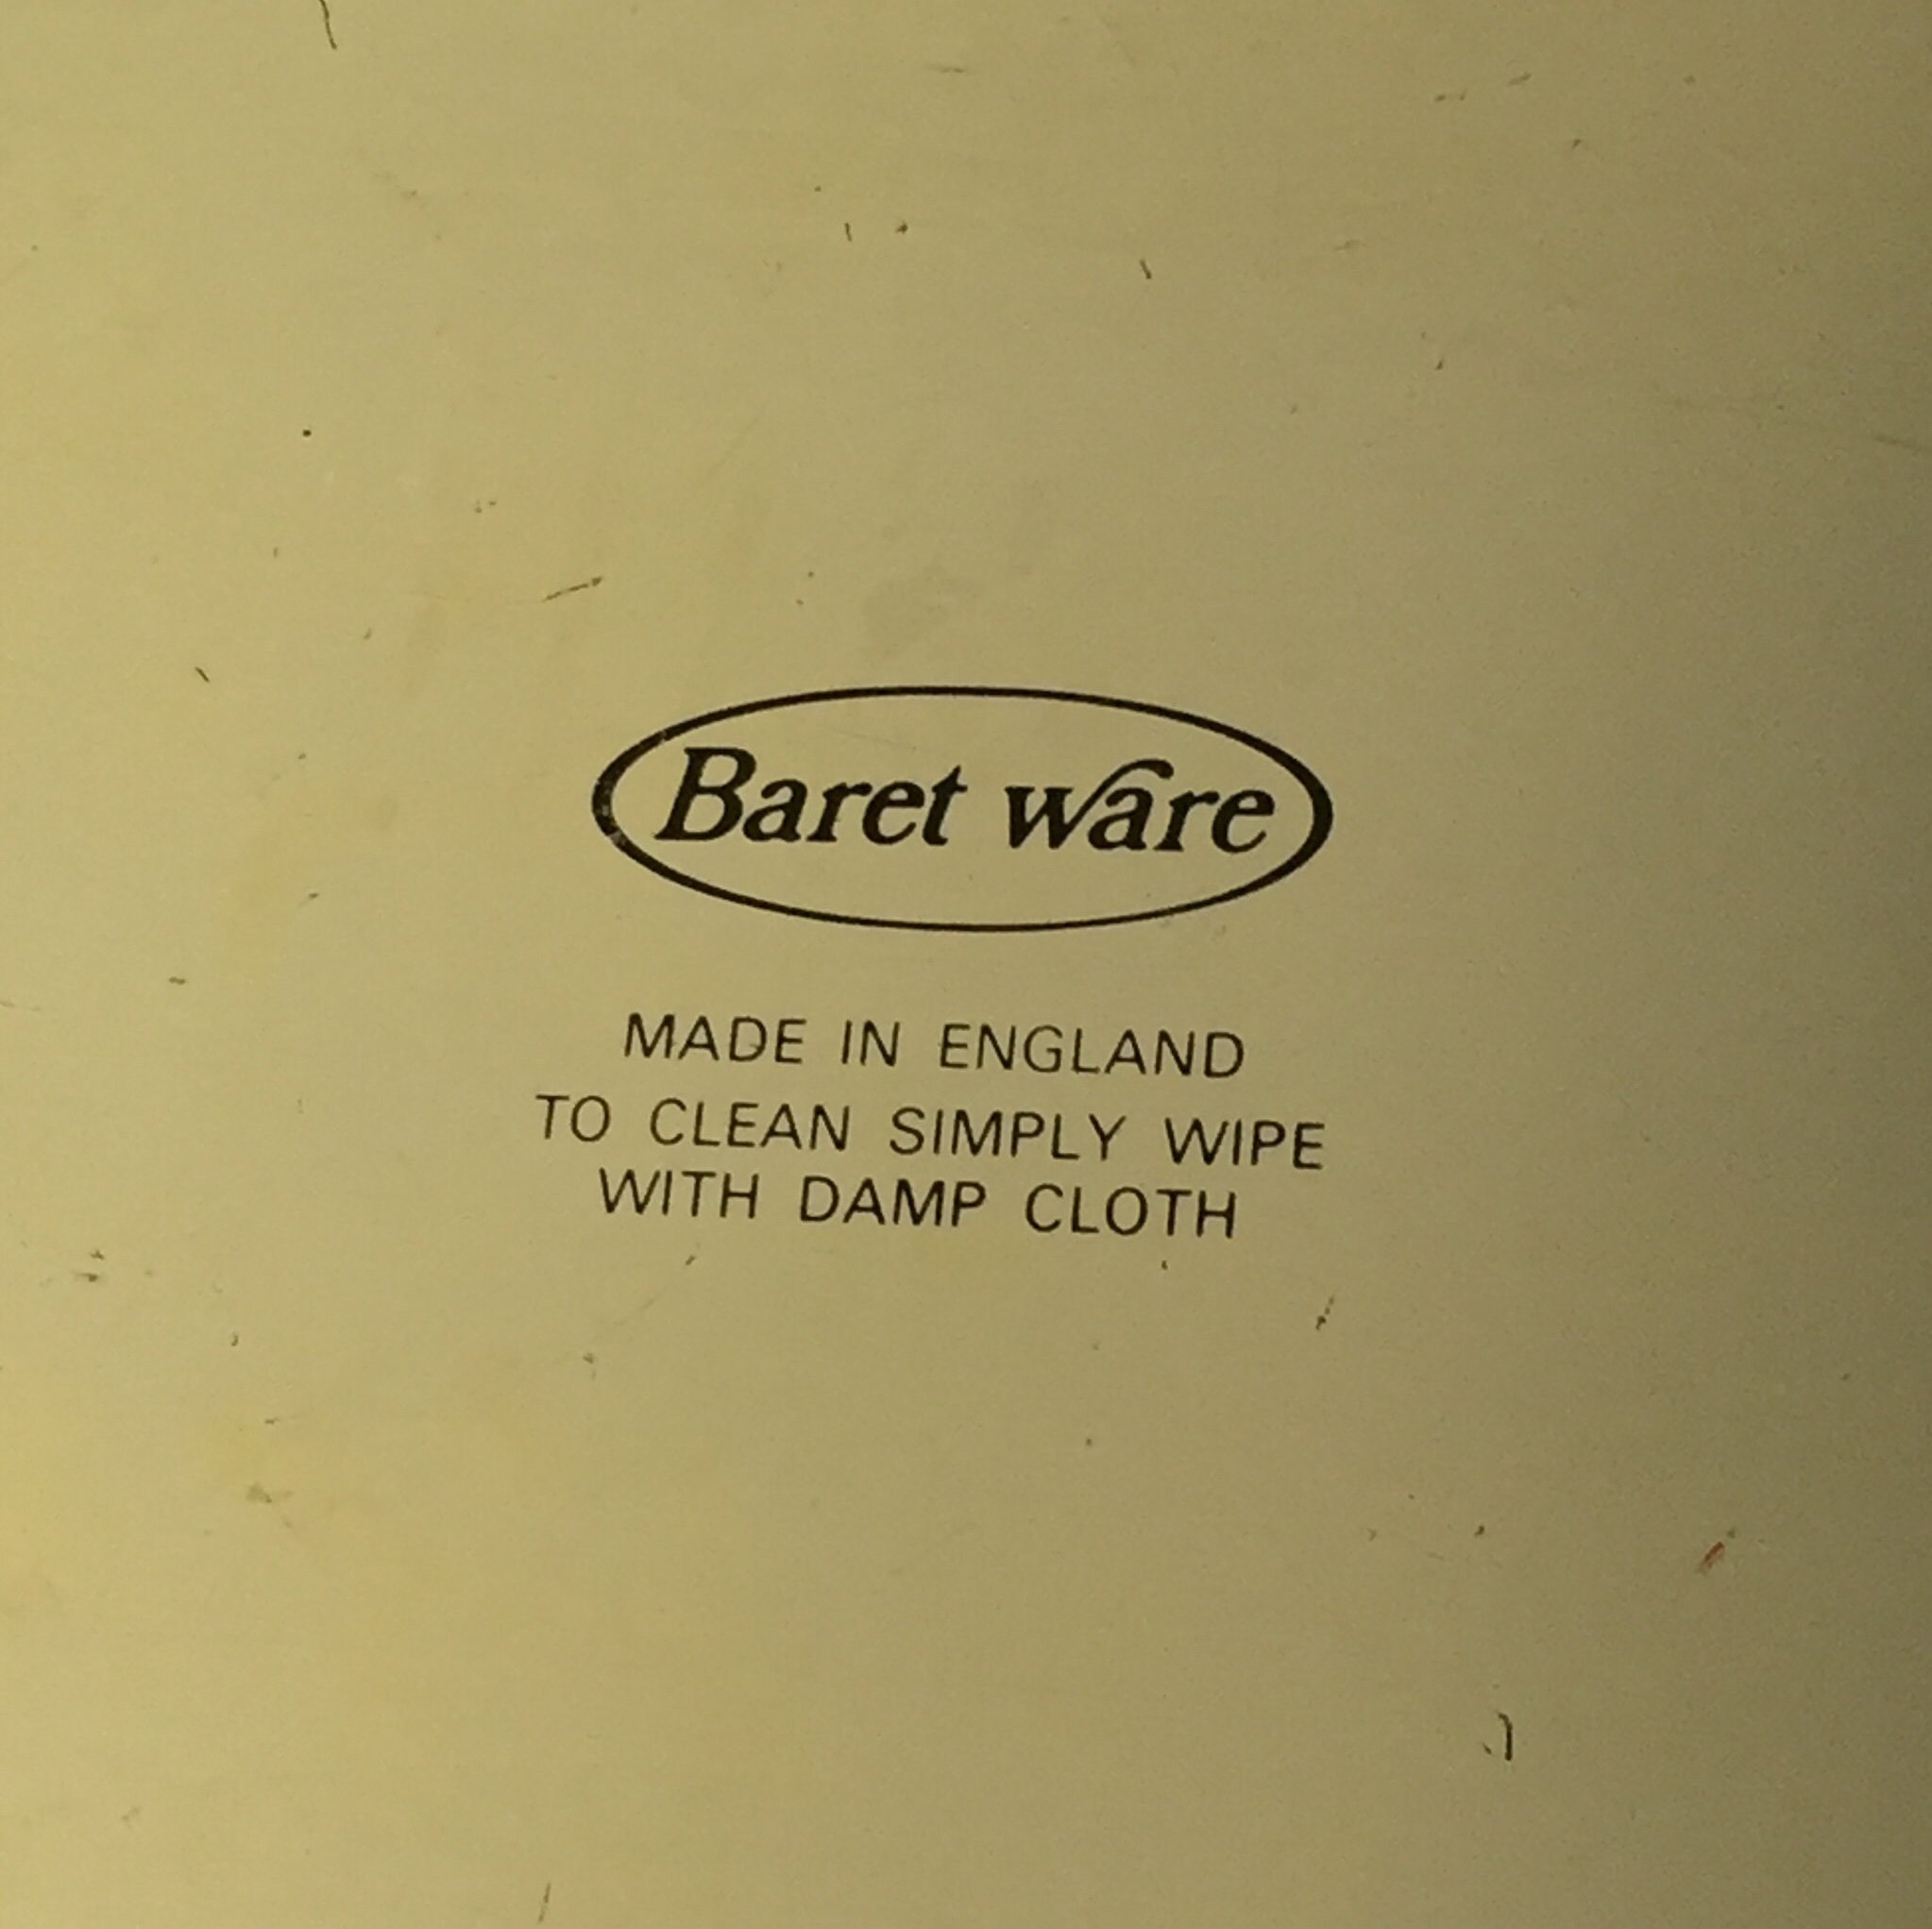 Baret ware
MADE IN ENGLAND
TO CLEAN SIMPLY WIPE
WITH DAMP CLOTH